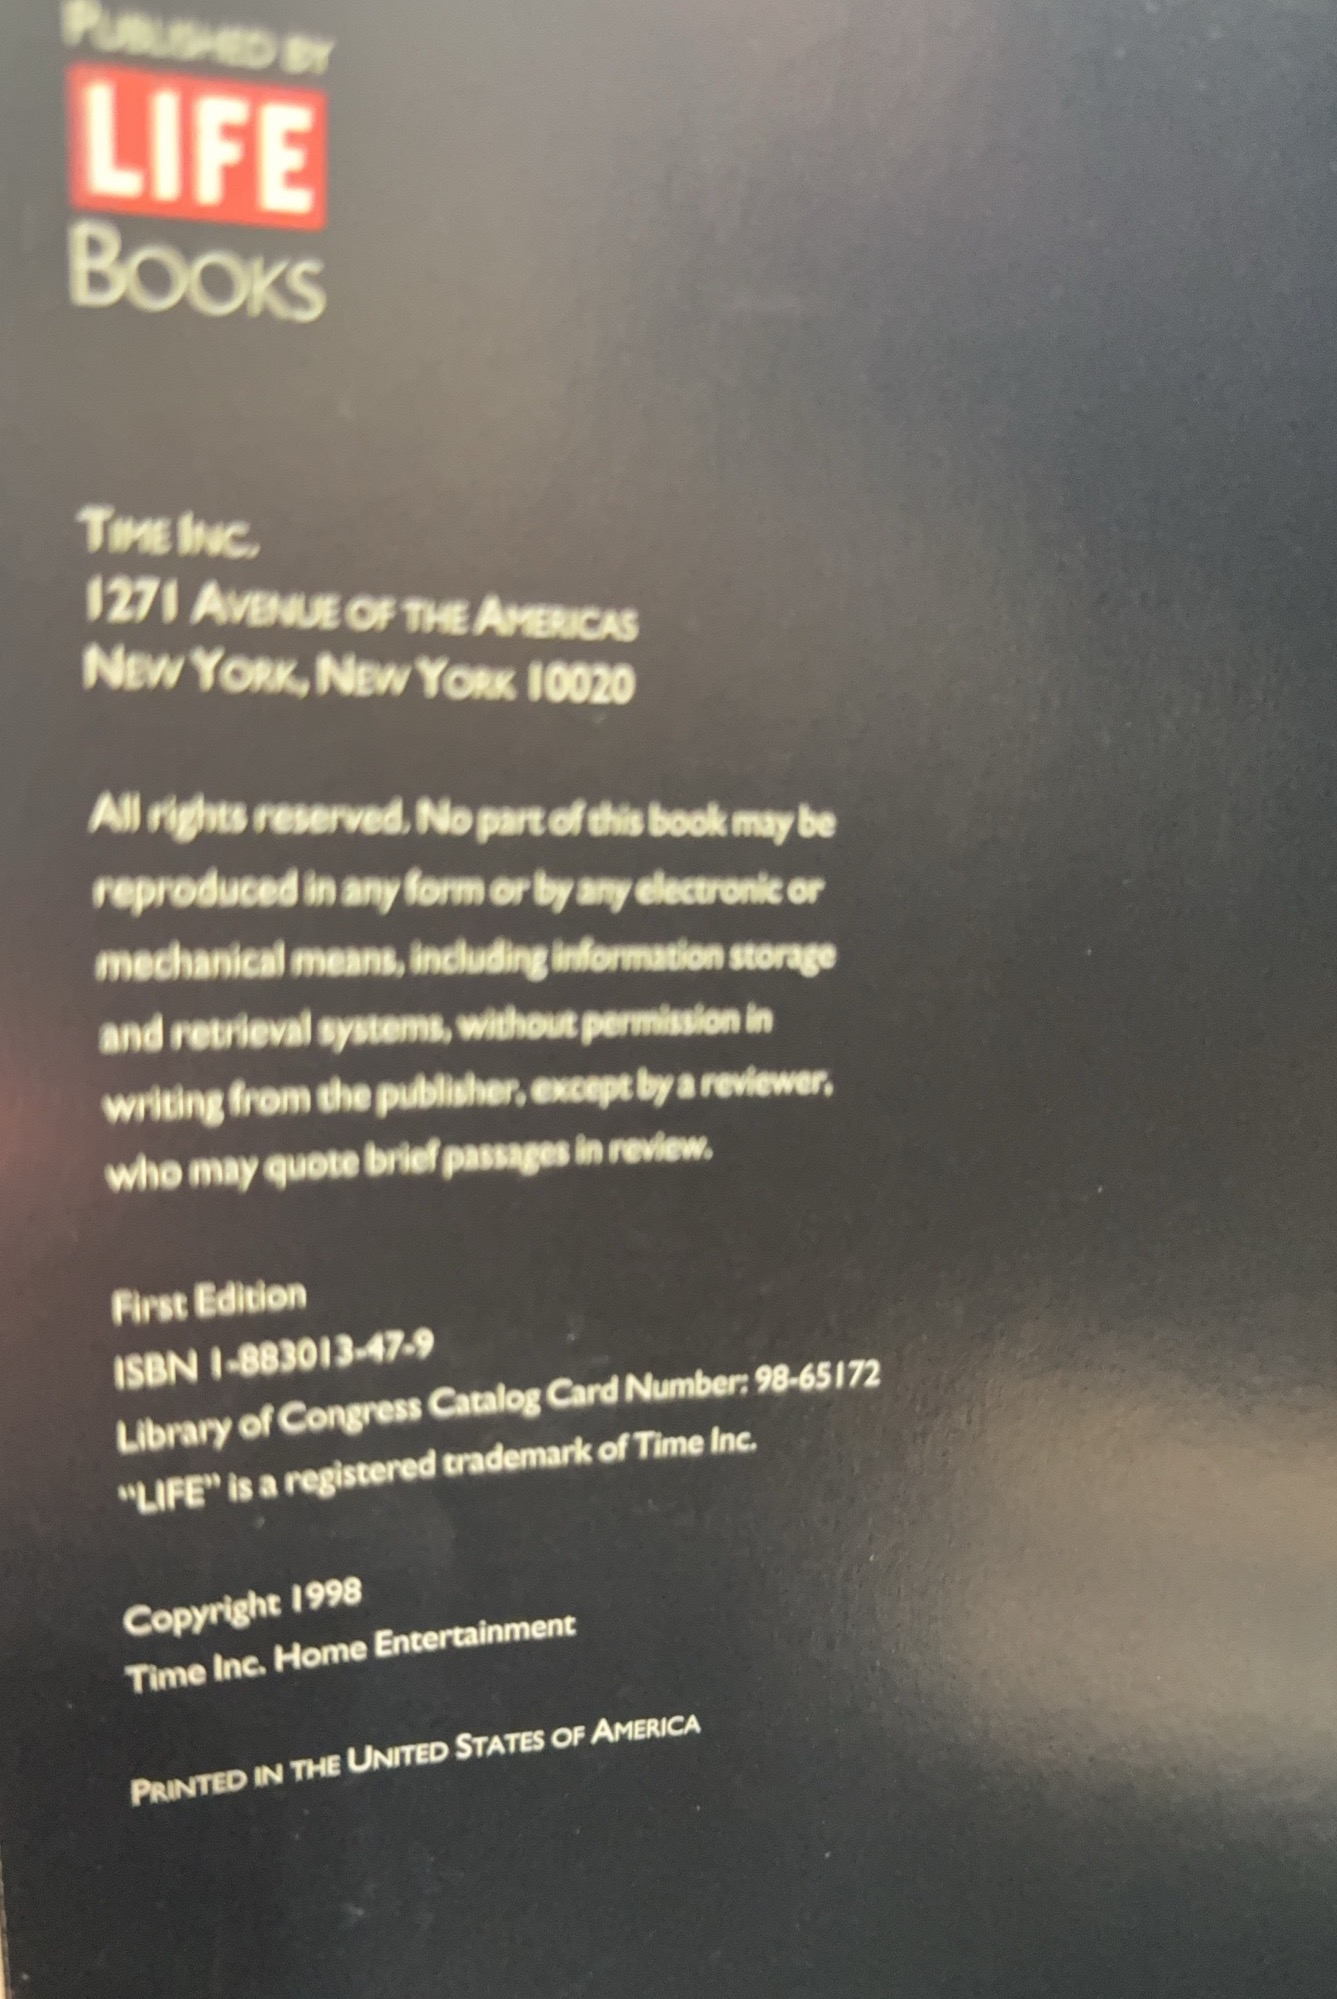 PUBLISHED BY
LIFE
BOOKS
TIME INC.
1271 AVENUE OF THE AMERICAS
NEW YORK, NEW YORK 10020
All rights reserved. No part of this book may be
reproduced in any form or by any electronic or
mechanical means, including information storage
and retrieval systems, without permission in
writing from the publisher, except by a reviewer,
who may quote brief passages in review.
First Edition
ISBN 1-883013-47-9
Library of Congress Catalog Card Number: 98-65172
“LIFE” is a registered trademark of Time Inc.
Copyright 1998
Time Inc. Home Entertainment
PRINTED IN THE UNITED STATES OF AMERICA